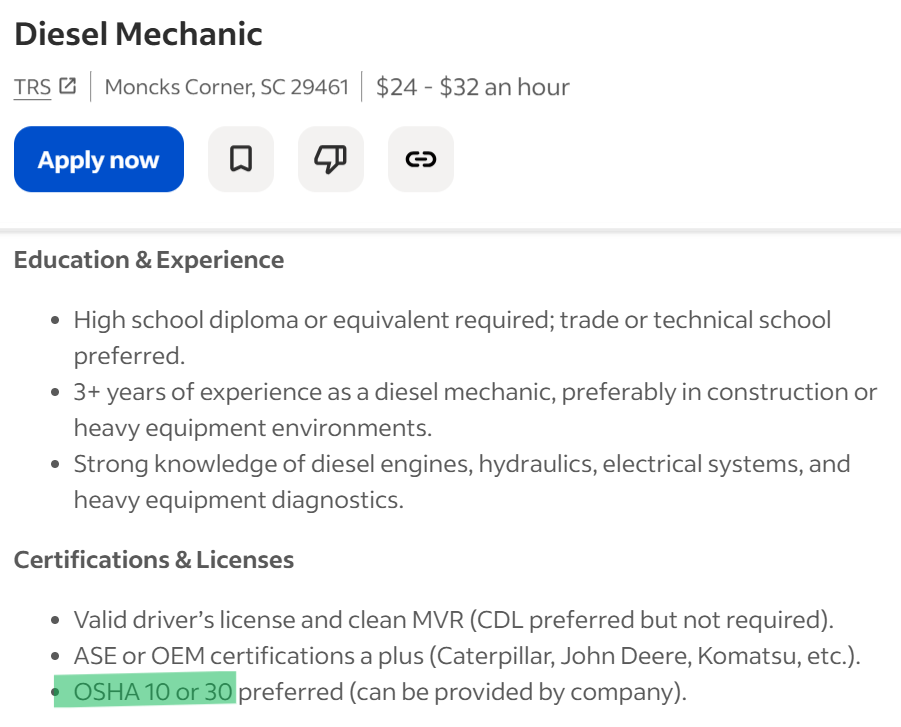 Diesel Mechanic
TRS | Moncks Corner, SC 29461 | $24 - $32 an hour
Apply now
Education & Experience
• High school diploma or equivalent required; trade or technical school
preferred.
• 3+ years of experience as a diesel mechanic, preferably in construction or
heavy equipment environments.
• Strong knowledge of diesel engines, hydraulics, electrical systems, and
heavy equipment diagnostics.
Certifications & Licenses
• Valid driver’s license and clean MVR (CDL preferred but not required).
• ASE or OEM certifications a plus (Caterpillar, John Deere, Komatsu, etc.).
• OSHA 10 or 30 preferred (can be provided by company).